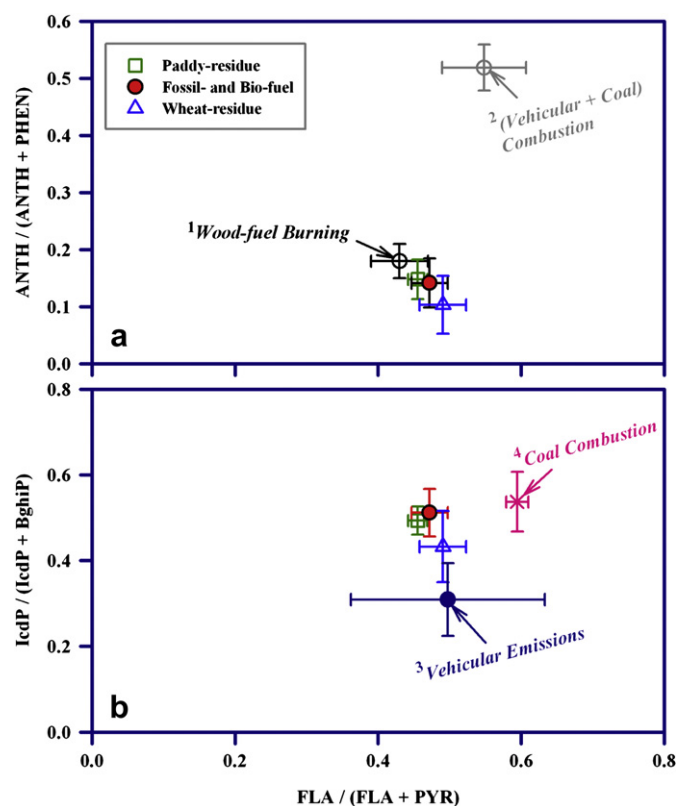 0.6
0.5
0.4
0.3
0.2
0.1
0.0
ANTH / (ANTH + PHEN)
Paddy-residue
Fossil- and Bio-fuel
Wheat-residue
2(Vehicular + Coal)
Combustion
1Wood-fuel Burning
a
0.8
0.6
0.4
0.2
0.0
IcdP / (IcdP + BghiP)
4Coal Combustion
3Vehicular Emissions
b
0.0 0.2 0.4 0.6 0.8
FLA / (FLA + PYR)